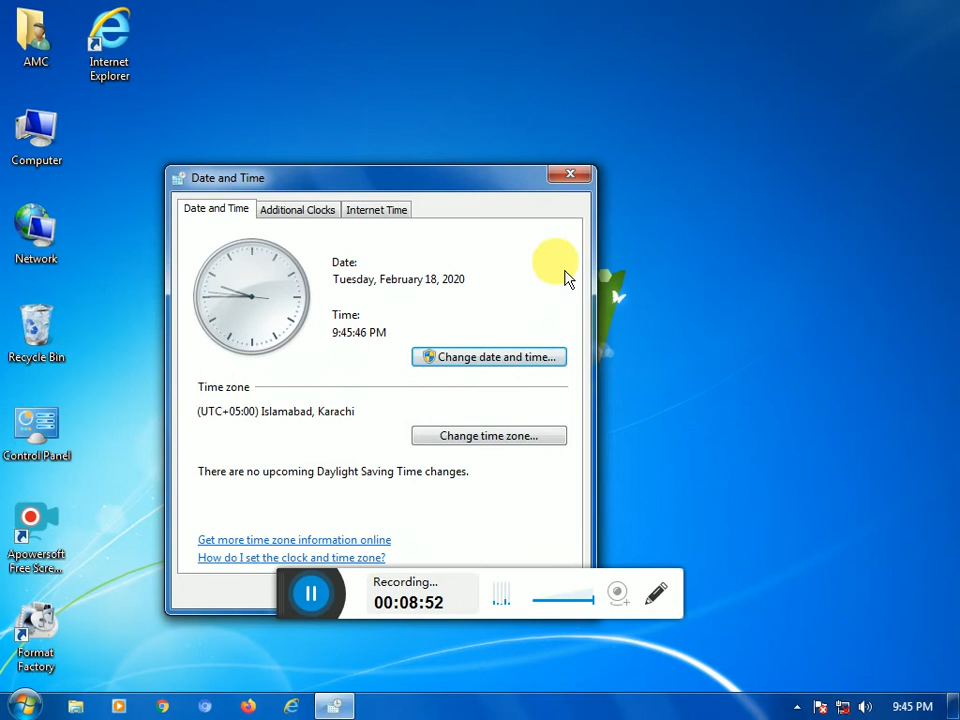 AMC
Internet
Explorer
Computer
Network
Recycle Bin
Control Panel
Apowersoft
Free Scre...
Format
Factory
Date and Time
Date and Time
Additional Clocks
Internet Time
Date:
Tuesday, February 18, 2020
Time:
9:45:46 PM
Change date and time...
Time zone
(UTC+05:00) Islamabad, Karachi
Change time zone...
There are no upcoming Daylight Saving Time changes.
Get more time zone information online
How do I set the clock and time zone?
Recording...
00:08:52
9:45 PM